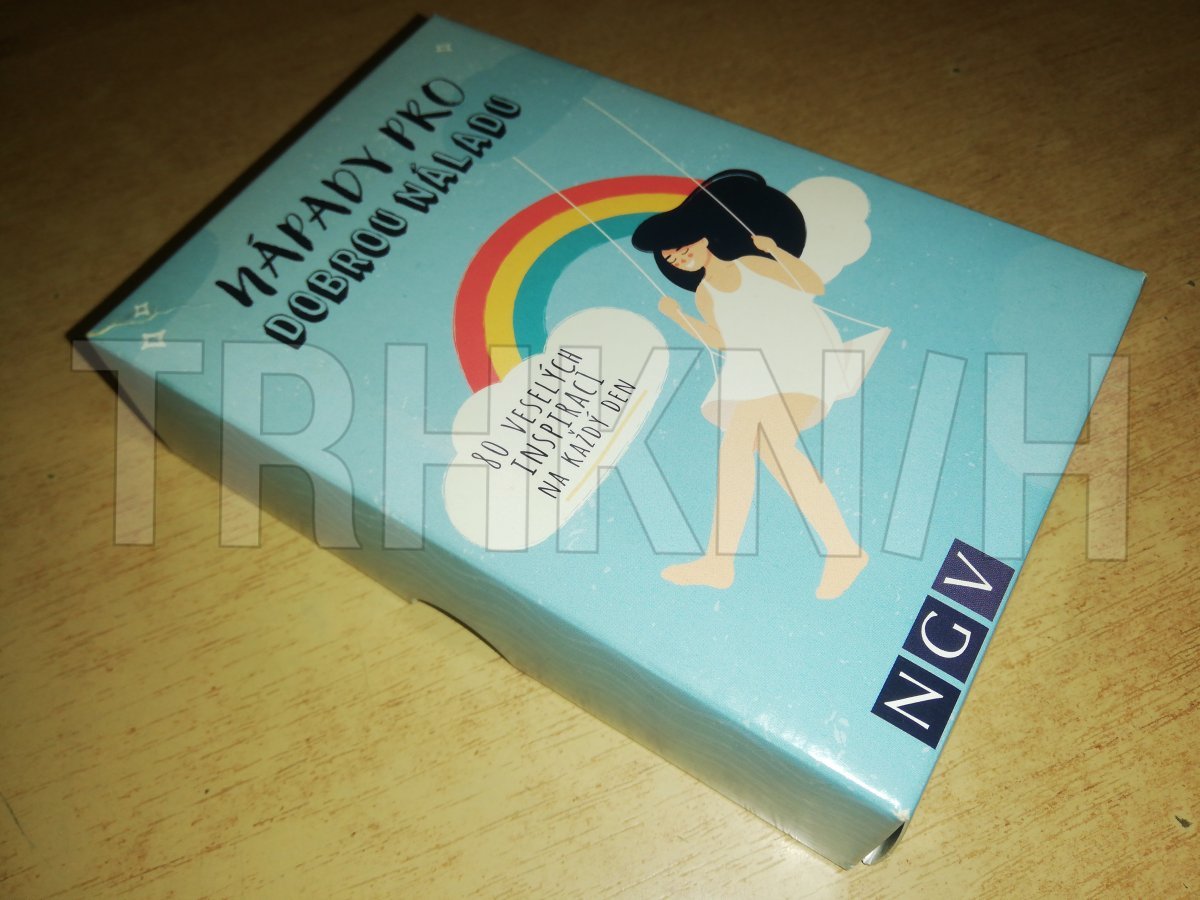 NÁPADY PRO
DOBROU NÁLADU
80 VESELÝCH
INSPIRACÍ
NA KAŽDÝ DEN
NGV
TRHKNIH